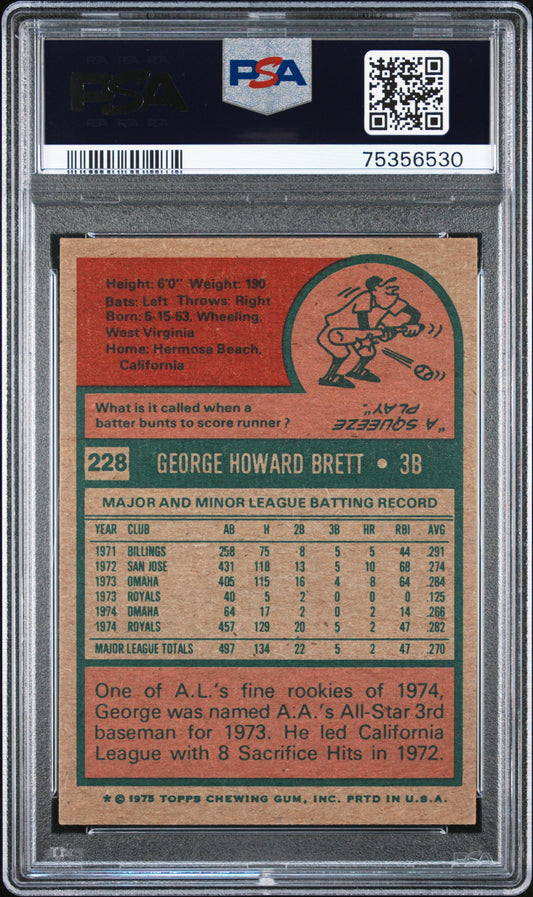 PSA
PSA
75356530
Height: 6'0" Weight: 190
Bats: Left Throws: Right
Born: 5-15-53, Wheeling,
West Virginia
Home: Hermosa Beach,
California
What is it called when a
batter bunts to score runner?
"A SQUEEZE
PLAY".
228 GEORGE HOWARD BRETT • 3B
MAJOR AND MINOR LEAGUE BATTING RECORD
YEAR CLUB AB H 2B 3B HR RBI AVG
1971 BILLINGS 258 75 8 5 5 44 .291
1972 SAN JOSE 431 118 13 5 10 68 .274
1973 OMAHA 405 115 16 4 8 64 .284
1973 ROYALS 40 5 2 0 0 0 .125
1974 OMAHA 64 17 2 0 2 14 .266
1974 ROYALS 457 129 20 5 2 47 .282
MAJOR LEAGUE TOTALS 497 134 22 5 2 47 .270
One of A.L.'s fine rookies of 1974,
George was named A.A.'s All-Star 3rd
baseman for 1973. He led California
League with 8 Sacrifice Hits in 1972.
* © 1975 TOPPS CHEWING GUM, INC. PRTD IN U.S.A.
PSA